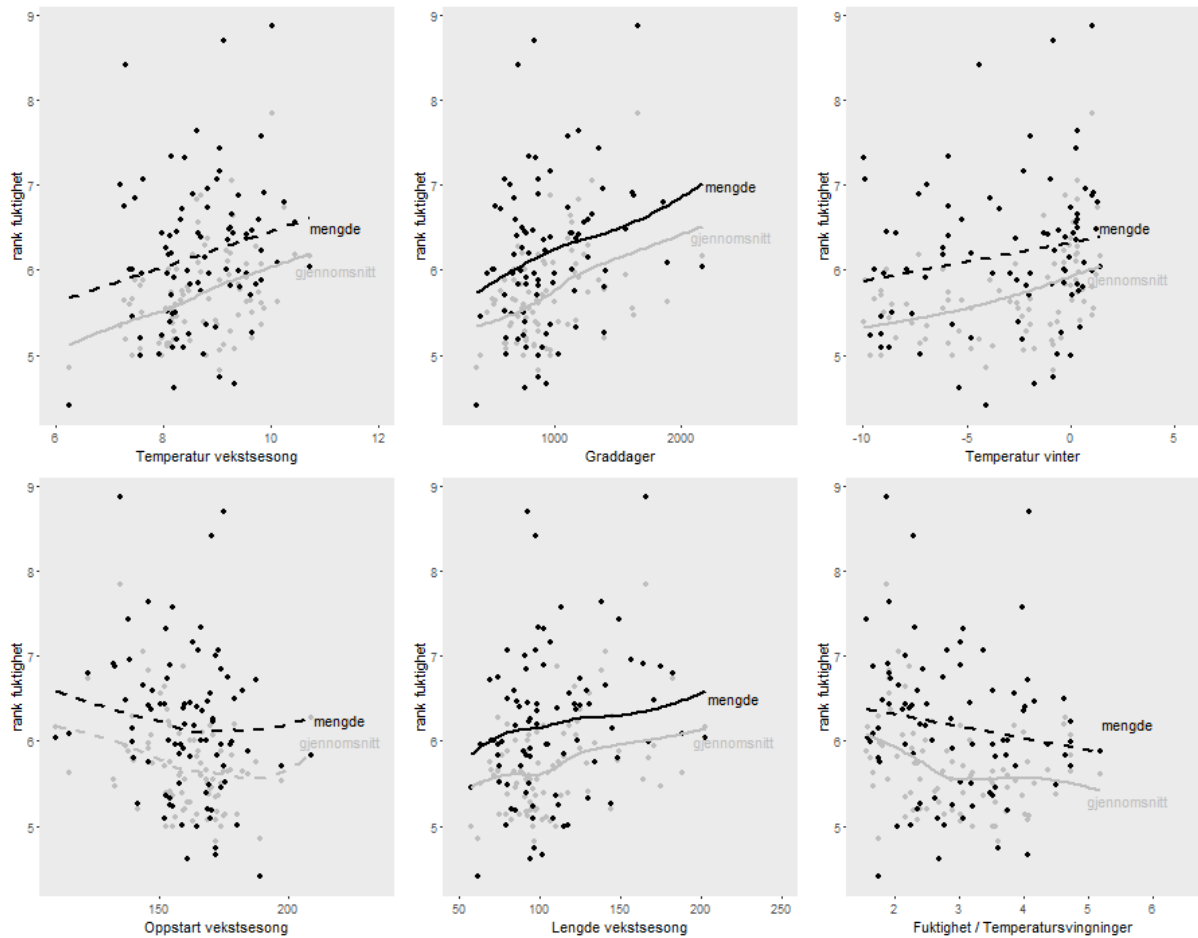 9
8
7
6
5
rank fuktighet
mengde
gjennomsnitt
6 8 10 12
Temperatur vekstsesong
9
8
7
6
5
rank fuktighet
mengde
gjennomsnitt
1000 2000
Graddager
9
8
7
6
5
rank fuktighet
mengde
gjennomsnitt
-10 -5 0 5
Temperatur vinter
9
8
7
6
5
rank fuktighet
mengde
gjennomsnitt
150 200
Oppstart vekstsesong
9
8
7
6
5
rank fuktighet
mengde
gjennomsnitt
50 100 150 200 250
Lengde vekstsesong
9
8
7
6
5
rank fuktighet
mengde
gjennomsnitt
2 3 4 5 6
Fuktighet / Temperatursvingninger